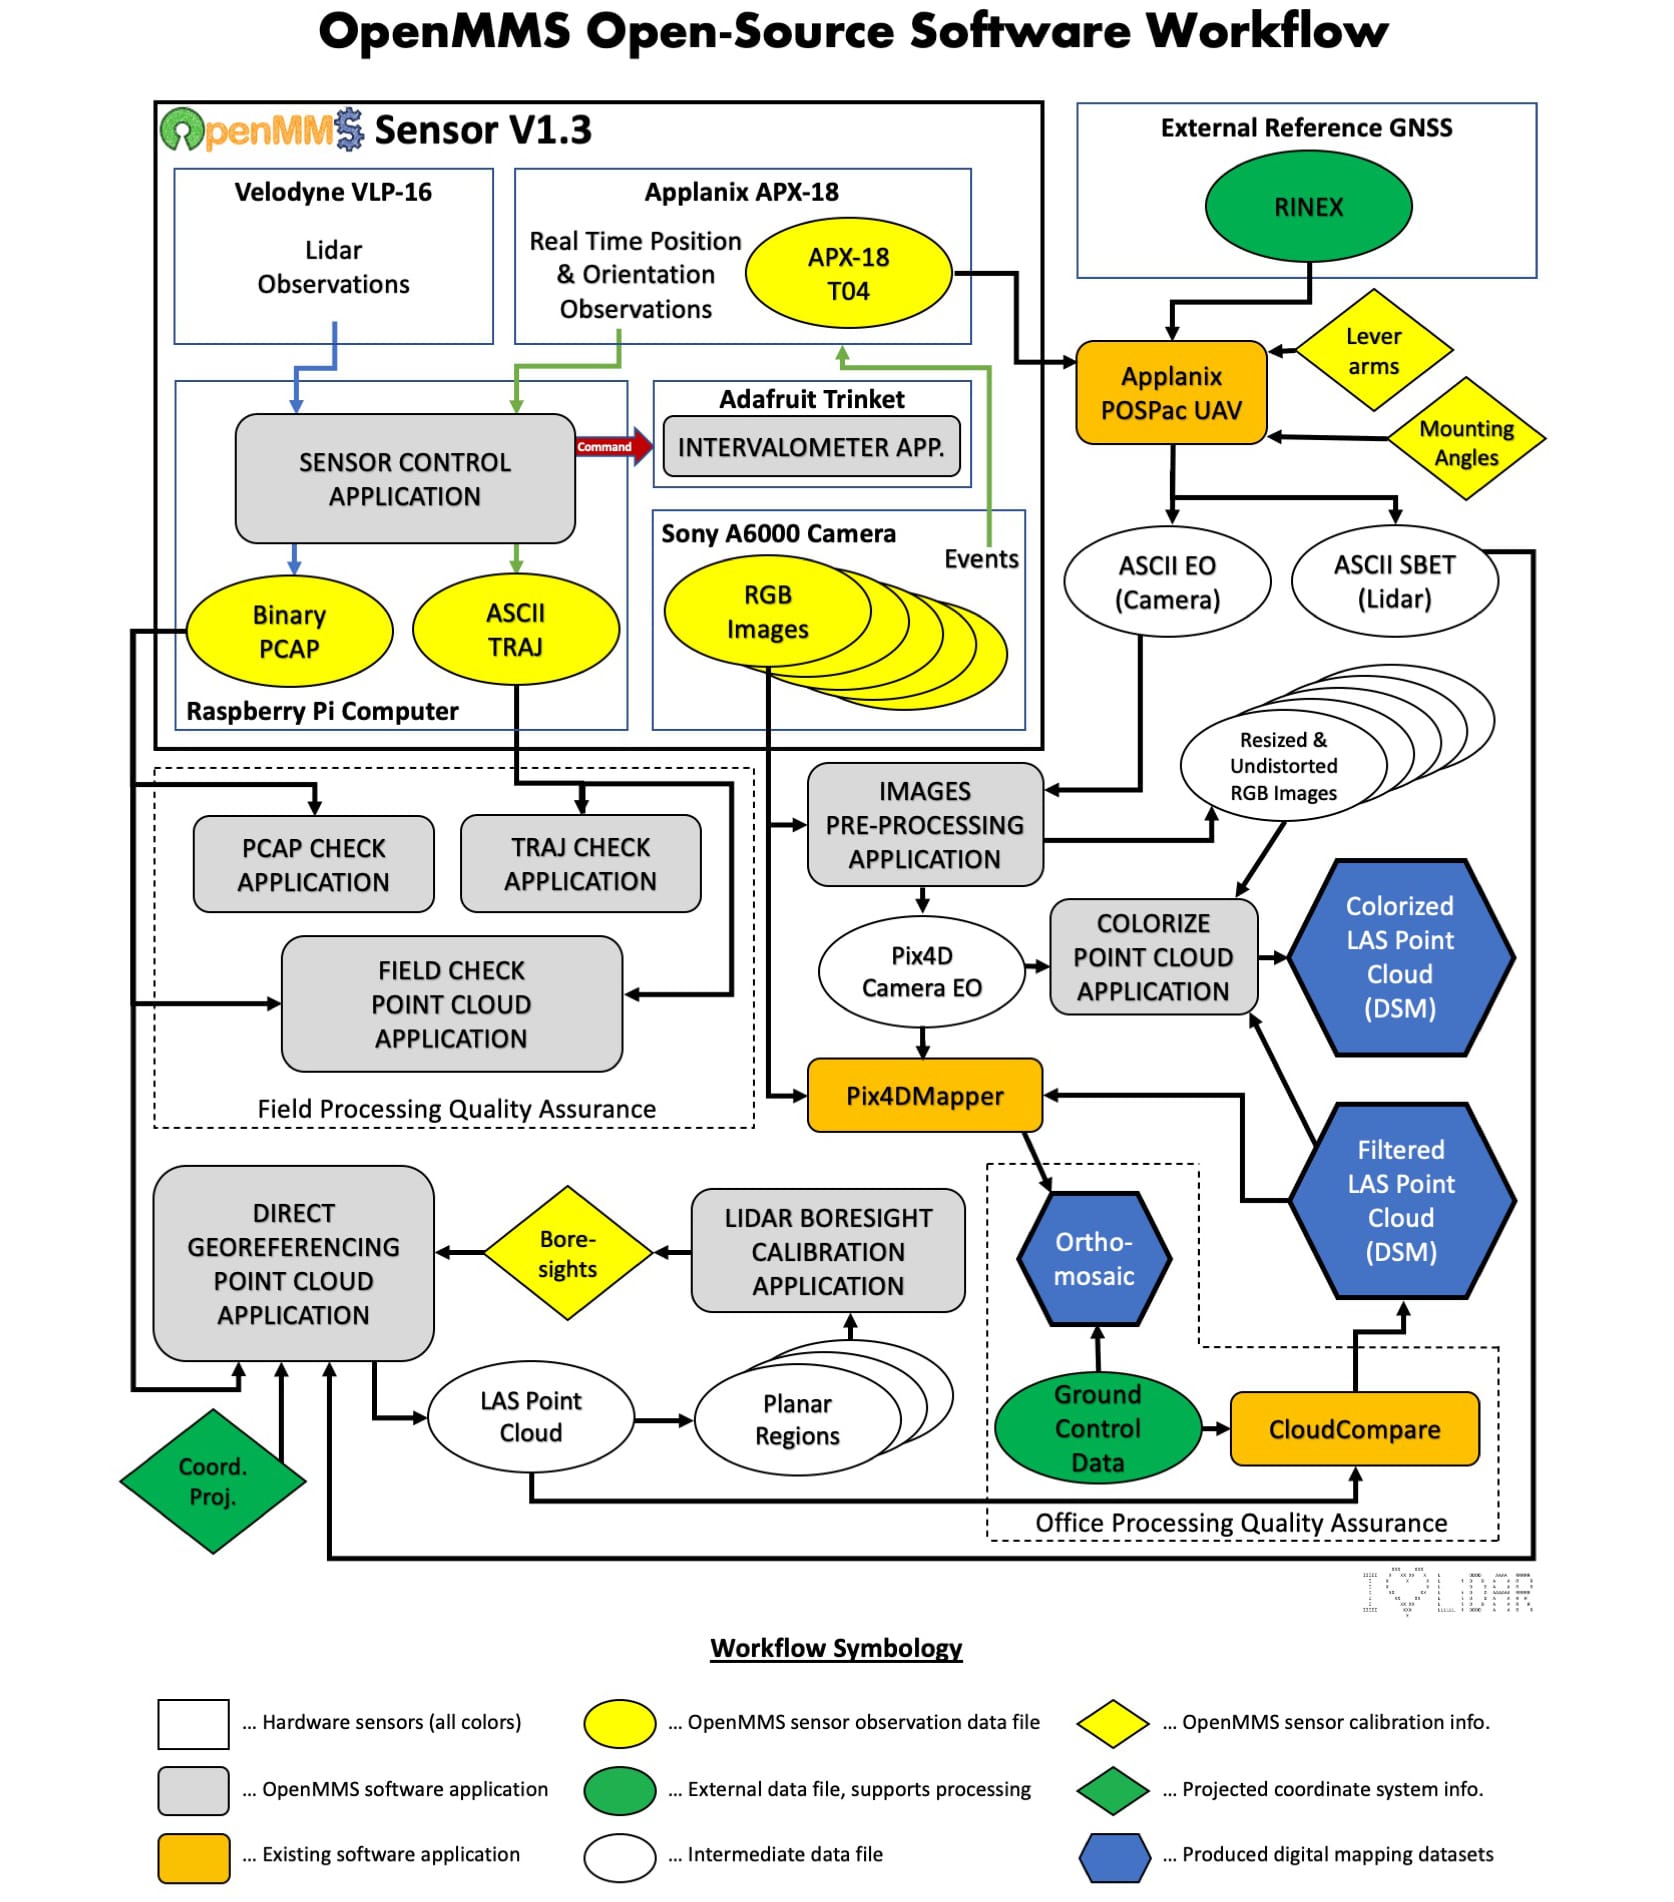 OpenMMS Open-Source Software Workflow
OpenMMS Sensor V1.3
Velodyne VLP-16
Lidar
Observations
Applanix APX-18
Real Time Position
& Orientation
Observations
APX-18
T04
External Reference GNSS
RINEX
Lever
arms
Applanix
POSPac UAV
Mounting
Angles
SENSOR CONTROL
APPLICATION
Command
Adafruit Trinket
INTERVALOMETER APP.
Sony A6000 Camera
Events
RGB
Images
Binary
PCAP
ASCII
TRAJ
Raspberry Pi Computer
ASCII EO
(Camera)
ASCII SBET
(Lidar)
Resized &
Undistorted
RGB Images
IMAGES
PRE-PROCESSING
APPLICATION
PCAP CHECK
APPLICATION
TRAJ CHECK
APPLICATION
FIELD CHECK
POINT CLOUD
APPLICATION
Field Processing Quality Assurance
Pix4D
Camera EO
COLORIZE
POINT CLOUD
APPLICATION
Colorized
LAS Point
Cloud
(DSM)
Pix4DMapper
Filtered
LAS Point
Cloud
(DSM)
DIRECT
GEOREFERENCING
POINT CLOUD
APPLICATION
Bore-
sights
LIDAR BORESIGHT
CALIBRATION
APPLICATION
Ortho-
mosaic
LAS Point
Cloud
Planar
Regions
Ground
Control
Data
CloudCompare
Coord.
Proj.
Office Processing Quality Assurance
I LiDAR
Workflow Symbology
... Hardware sensors (all colors)
... OpenMMS sensor observation data file
... OpenMMS sensor calibration info.
... OpenMMS software application
... External data file, supports processing
... Projected coordinate system info.
... Existing software application
... Intermediate data file
... Produced digital mapping datasets